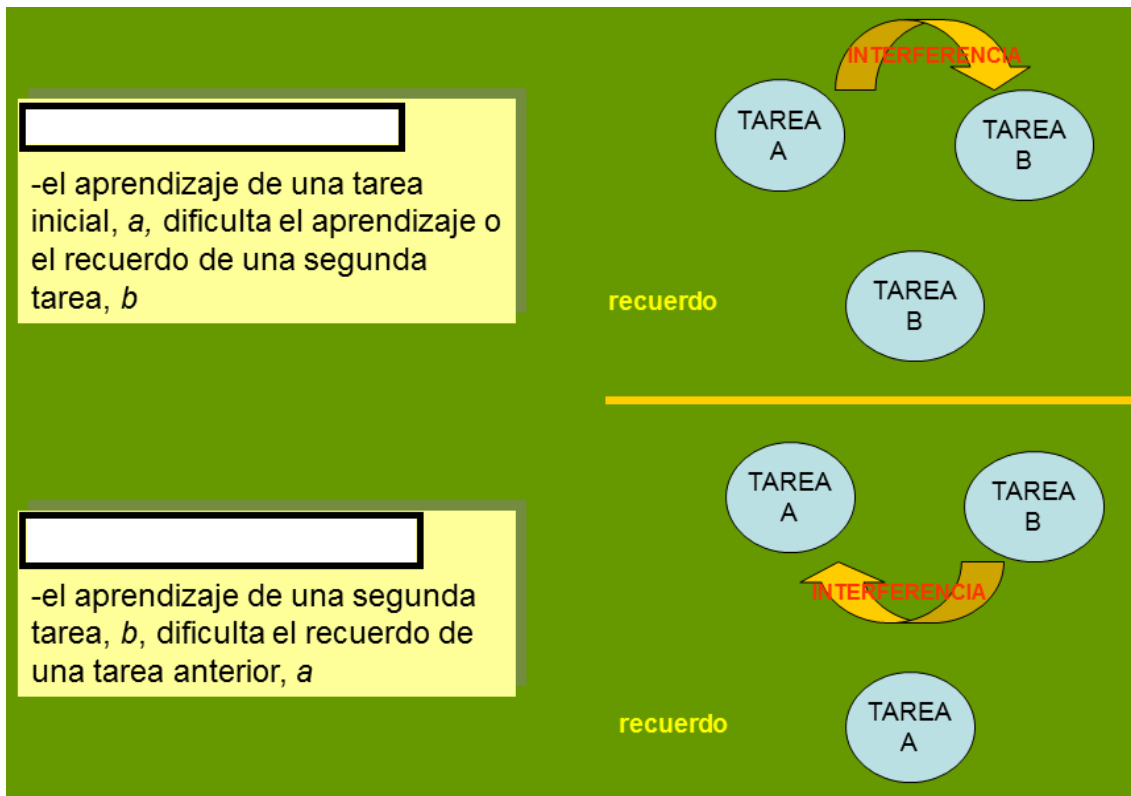 INTERFERENCIA
TAREA
A
TAREA
B
-el aprendizaje de una tarea
inicial, a, dificulta el aprendizaje o
el recuerdo de una segunda
tarea, b
recuerdo
TAREA
B
TAREA
A
TAREA
B
INTERFERENCIA
-el aprendizaje de una segunda
tarea, b, dificulta el recuerdo de
una tarea anterior, a
recuerdo
TAREA
A